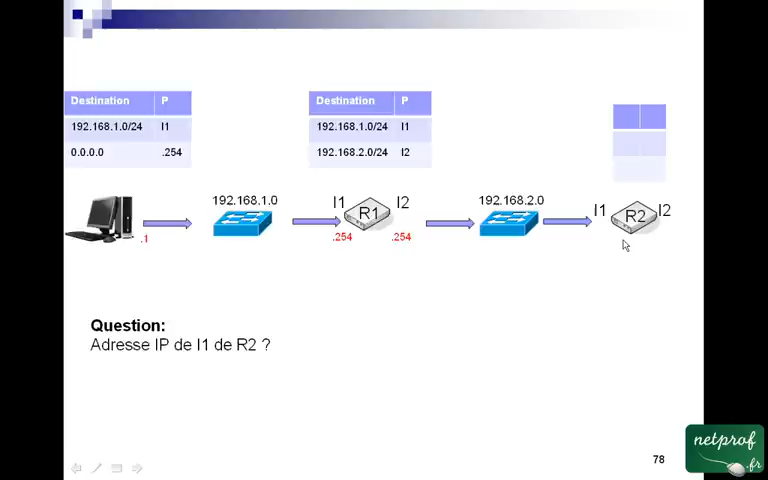 Destination P
192.168.1.0/24 I1
0.0.0.0 .254
Destination P
192.168.1.0/24 I1
192.168.2.0/24 I2
192.168.1.0
I1 R1 I2
192.168.2.0
I1 R2 I2
.1
.254 .254
Question:
Adresse IP de I1 de R2 ?
netprof
.fr
78